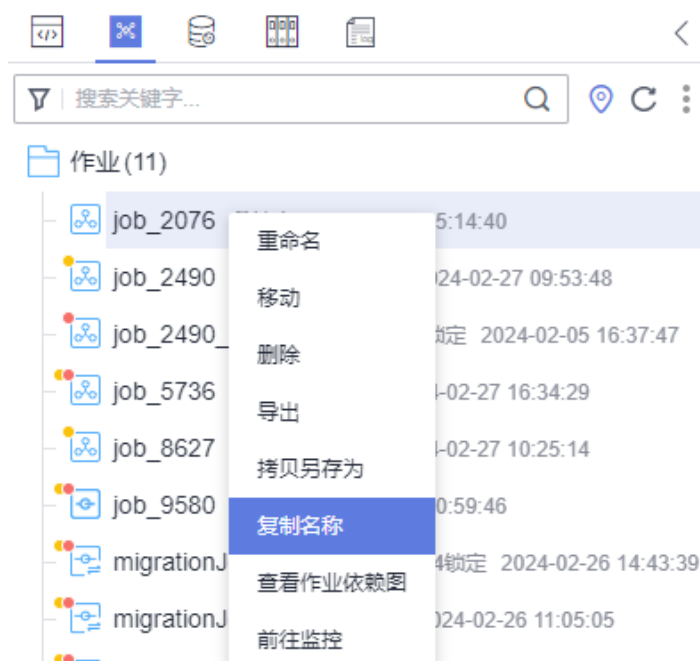 搜索关键字...
作业 (11)
job_2076 5:14:40
重命名
job_2490 24-02-27 09:53:48
移动
job_2490_ 锁定 2024-02-05 16:37:47
删除
job_5736 -02-27 16:34:29
导出
job_8627 -02-27 10:25:14
拷贝另存为
job_9580 0:59:46
复制名称
migrationJ 4锁定 2024-02-26 14:43:39
查看作业依赖图
migrationJ 024-02-26 11:05:05
前往监控